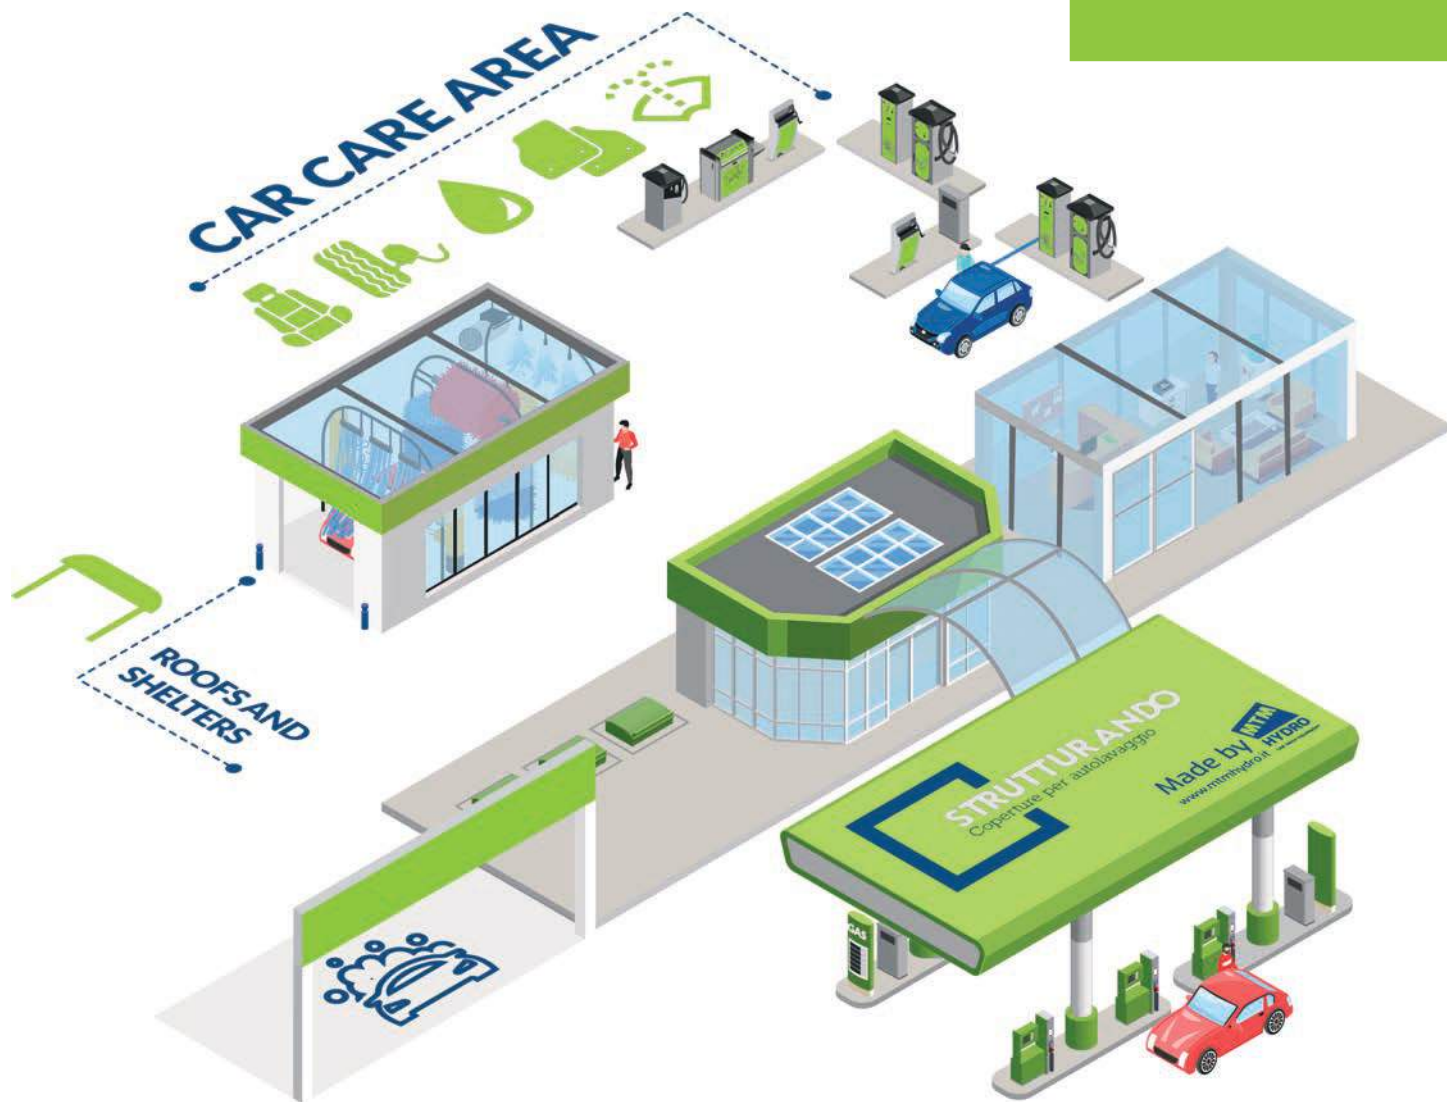 CAR CARE AREA
ROOFS AND
SHELTERS
STRUTTURANDO
Coperture per autolavaggio
Made by
MTM
HYDRO
www.mtmhydro.it
GAS